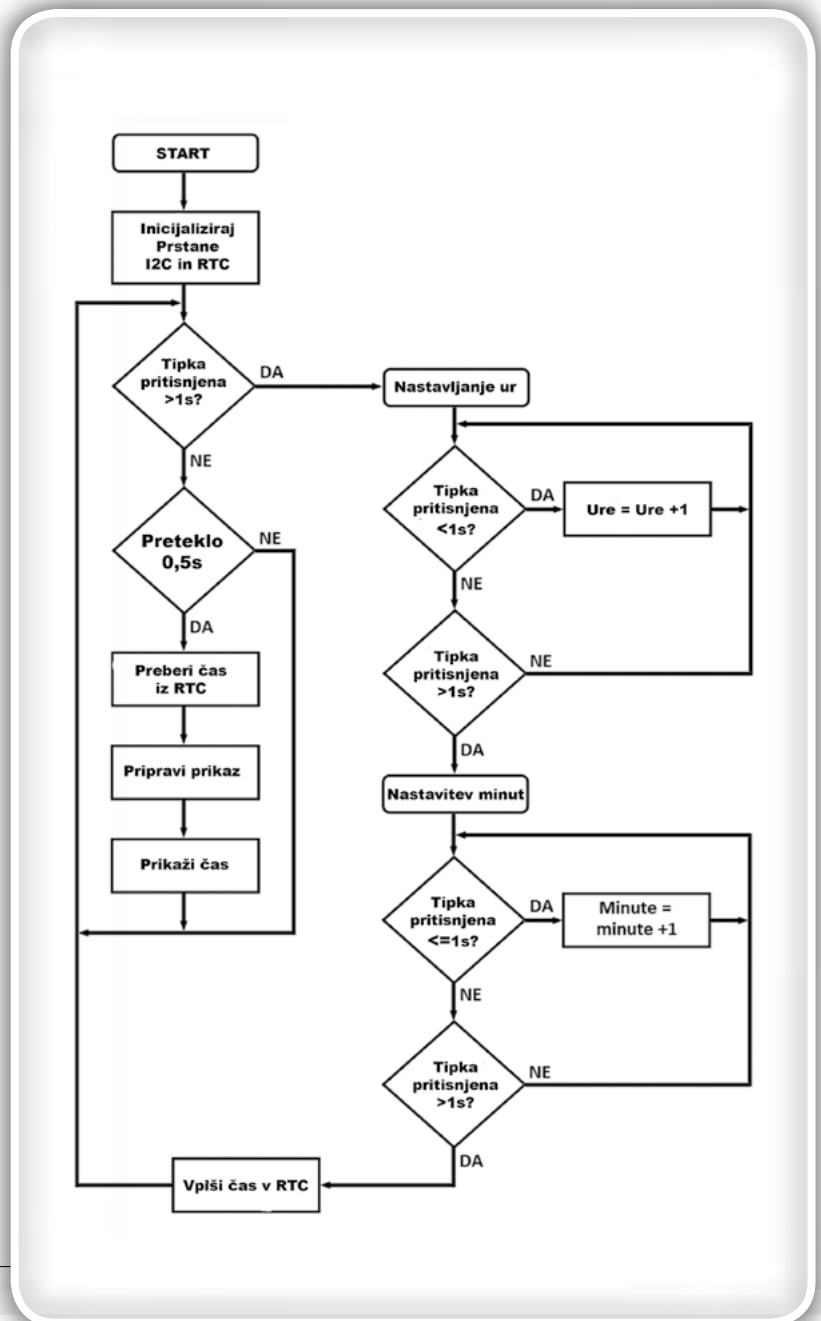 START
Inicijaliziraj
Prstane
I2C in RTC
Tipka
pritisnjena
>1s?
DA
NE
Preteklo
0,5s
NE
DA
Preberi čas
iz RTC
Pripravi prikaz
Prikaži čas
Nastavljanje ur
Tipka
pritisnjena
<1s?
DA
Ure = Ure +1
NE
Tipka
pritisnjena
>1s?
NE
DA
Nastavitev minut
Tipka
pritisnjena
<=1s?
DA
Minute =
minute +1
NE
Tipka
pritisnjena
>1s?
NE
DA
Vplši čas v RTC